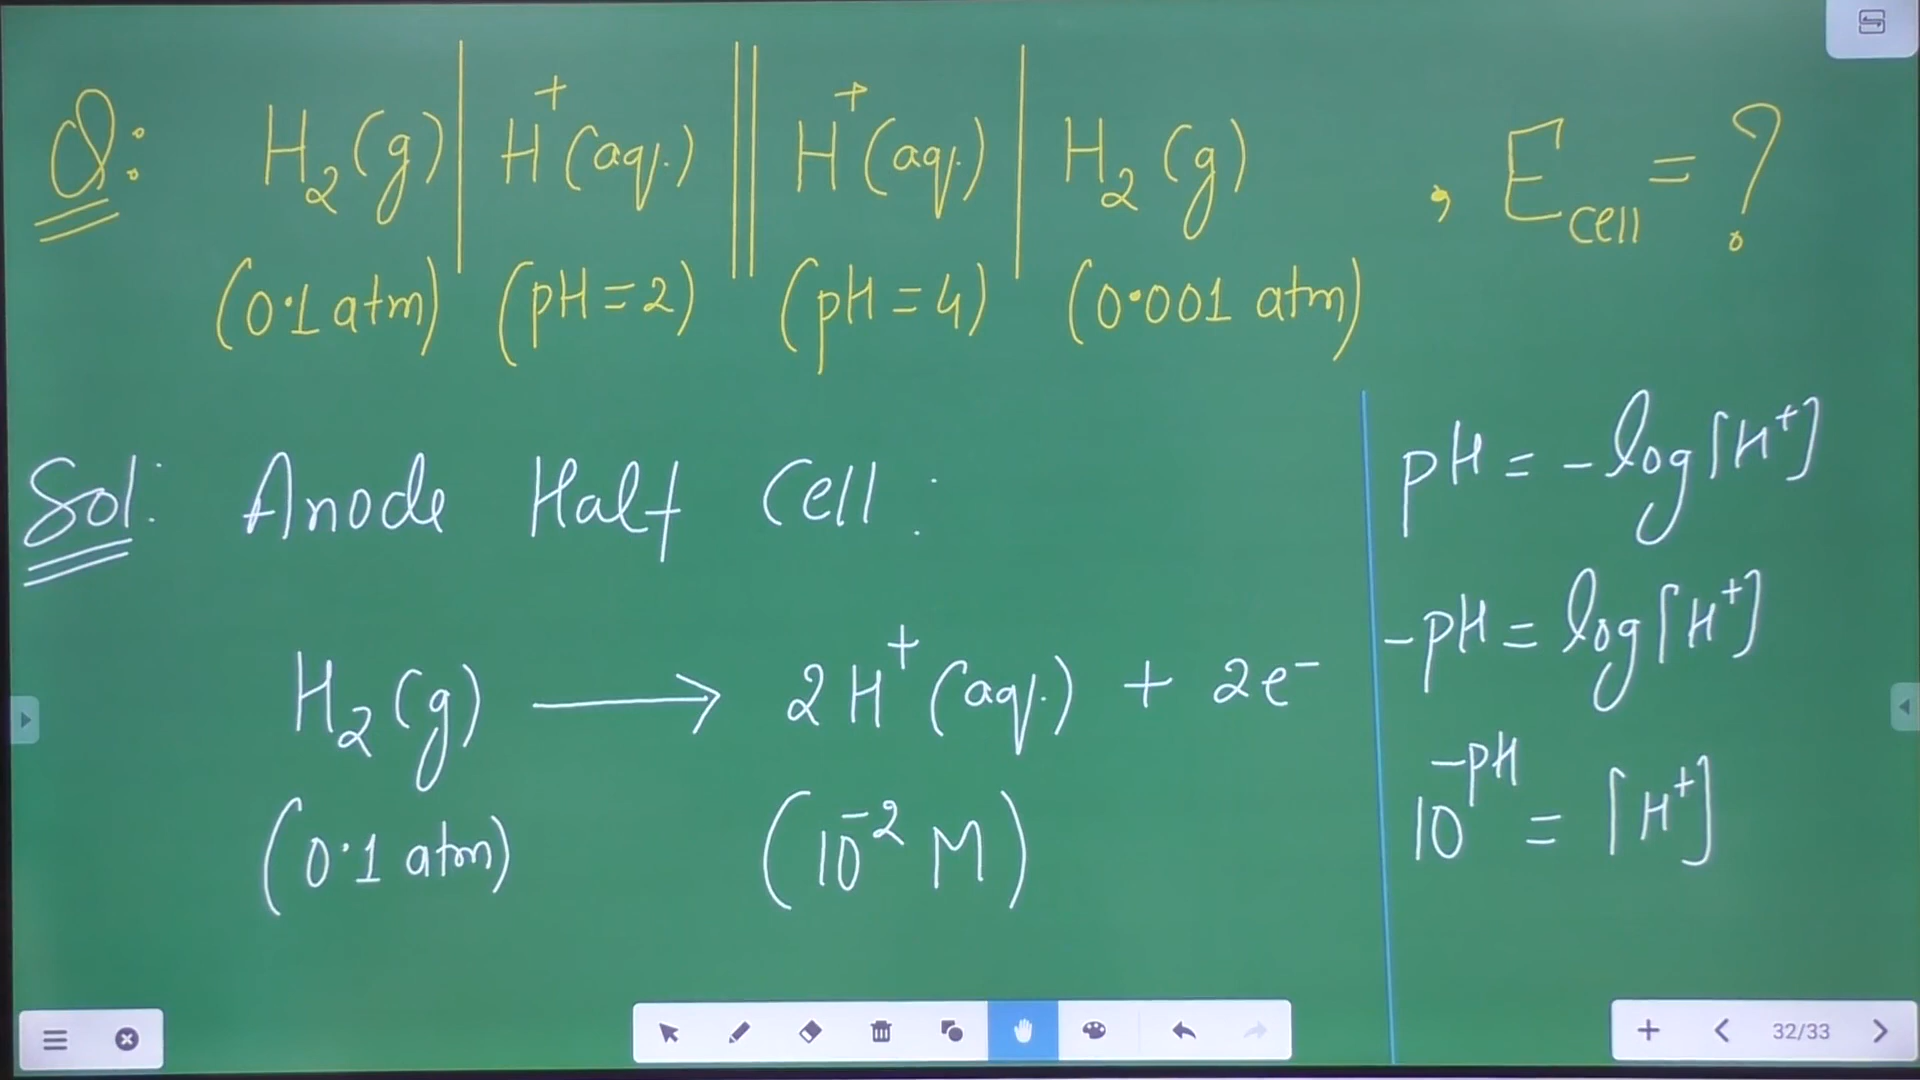 Q: H₂(g) | H⁺(aq.) || H⁺(aq.) | H₂(g) , E_cell = ?
(0.1 atm) (pH = 2) (pH = 4) (0.001 atm)
Sol: Anode Half Cell :
H₂(g) ⟶ 2H⁺(aq.) + 2e⁻
(0.1 atm) (10⁻² M)
pH = -log[H⁺]
-pH = log[H⁺]
10^-pH = [H⁺]
32/33